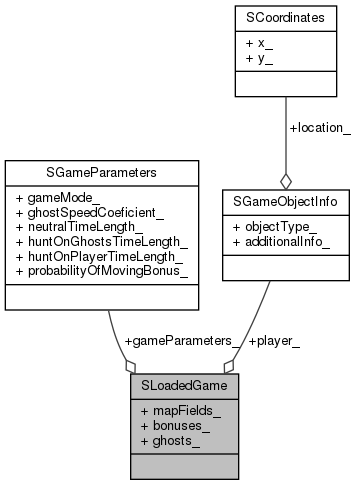 SCoordinates
+ x_
+ y_
+location_
SGameParameters
+ gameMode_
+ ghostSpeedCoeficient_
+ neutralTimeLength_
+ huntOnGhostsTimeLength_
+ huntOnPlayerTimeLength_
+ probabilityOfMovingBonus_
SGameObjectInfo
+ objectType_
+ additionalInfo_
+gameParameters_
+player_
SLoadedGame
+ mapFields_
+ bonuses_
+ ghosts_